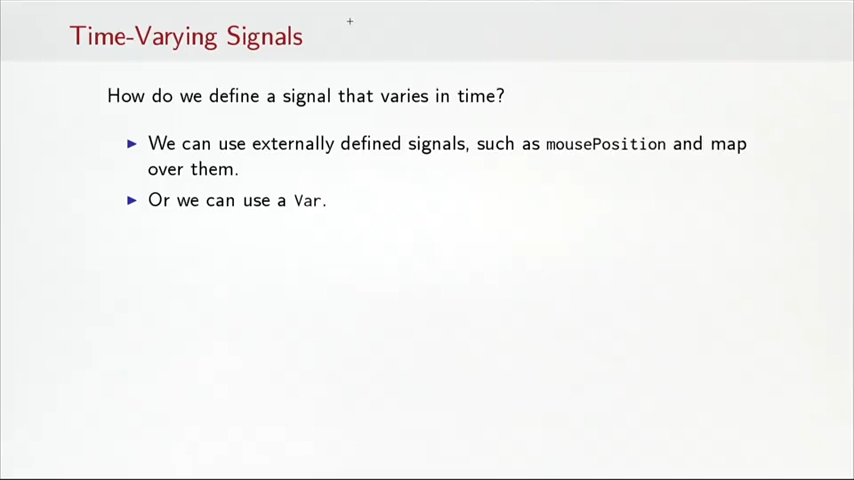 Time-Varying Signals
How do we define a signal that varies in time?
We can use externally defined signals, such as mousePosition and map
over them.
Or we can use a Var.